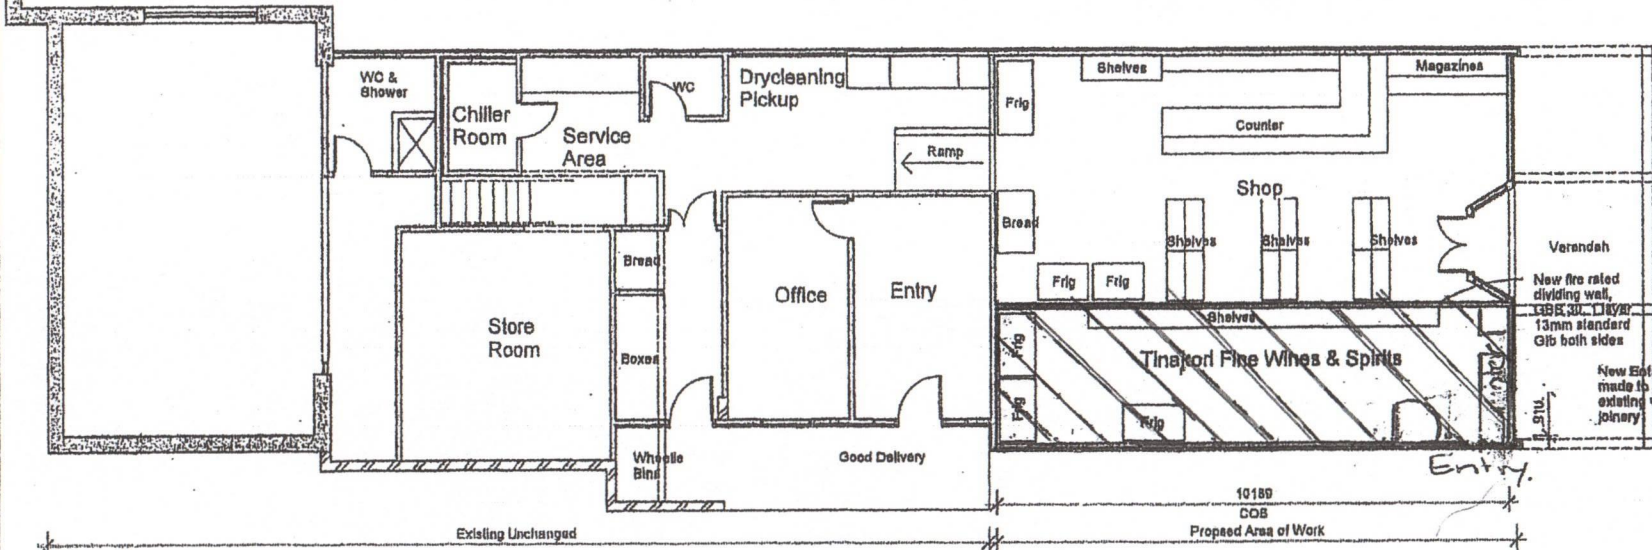 WC &
Shower
Chiller
Room
Service
Area
WC
Drycleaning
Pickup
Ramp
Frig
Shelves
Magazines
Counter
Shop
Bread
Shelves
Shelves
Shelves
Frig
Frig
Verandah
New fire rated
dividing wall,
13mm standard
Gib both sides
Store
Room
Bread
Boxes
Office
Entry
Shelves
Frig
Frig
Tinakori Fine Wines & Spirits
Frig
made to
existing
joinery
Wheelie
Bins
Good Delivery
Entry.
10189
COB
Existing Unchanged
Propsed Area of Work